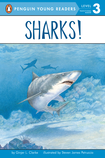 PENGUIN YOUNG READERS
LEVEL 3
SHARKS!
by Ginjer L. Clarke
illustrated by Steven James Petruccio